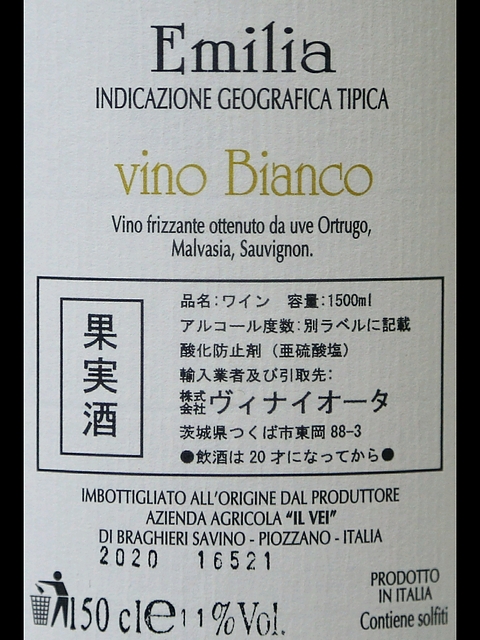 Emilia
INDICAZIONE GEOGRAFICA TIPICA
vino Bianco
Vino frizzante ottenuto da uve Ortrugo,
Malvasia, Sauvignon.
果実酒
品名:ワイン 容量:1500ml
アルコール度数:別ラベルに記載
酸化防止剤(亜硫酸塩)
輸入業者及び引取先:
株式会社ヴィナイオータ
茨城県つくば市東岡 88-3
●飲酒は 20 才になってから●
IMBOTTIGLIATO ALL'ORIGINE DAL PRODUTTORE
AZIENDA AGRICOLA "IL VEI"
DI BRAGHIERI SAVINO - PIOZZANO - ITALIA
2020 16521
150 cl e 11% Vol.
PRODOTTO
IN ITALIA
Contiene solfiti